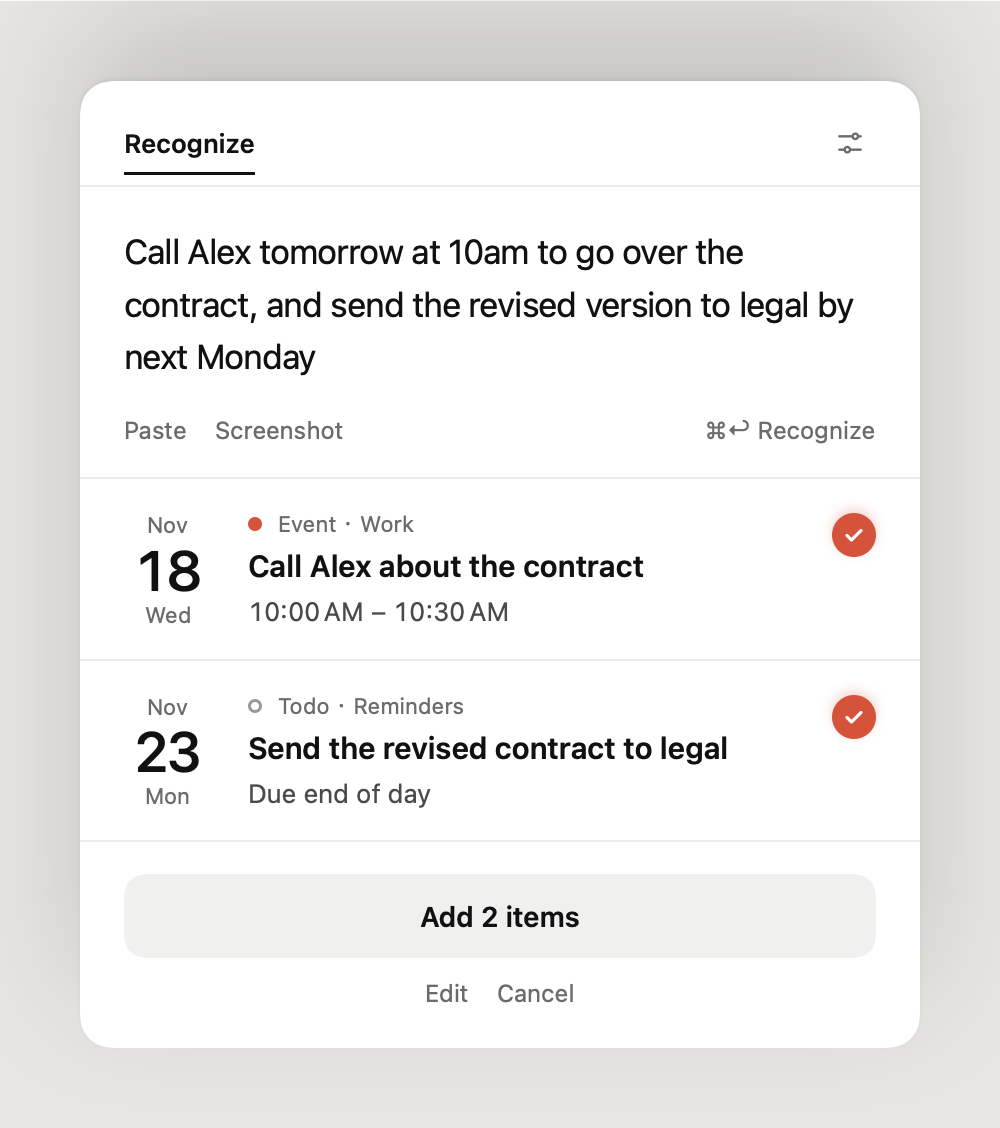 Recognize
Call Alex tomorrow at 10am to go over the
contract, and send the revised version to legal by
next Monday
Paste Screenshot ⌘↩ Recognize
Nov
18
Wed
Event · Work
Call Alex about the contract
10:00 AM – 10:30 AM
Nov
23
Mon
Todo · Reminders
Send the revised contract to legal
Due end of day
Add 2 items
Edit Cancel